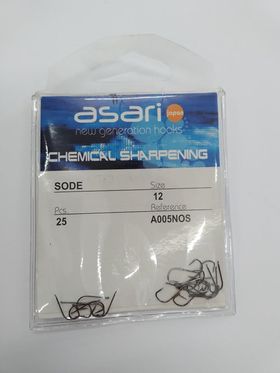 asari japan
new generation hooks
CHEMICAL SHARPENING
SODE Size
12
Pcs. Reference
25 A005NOS